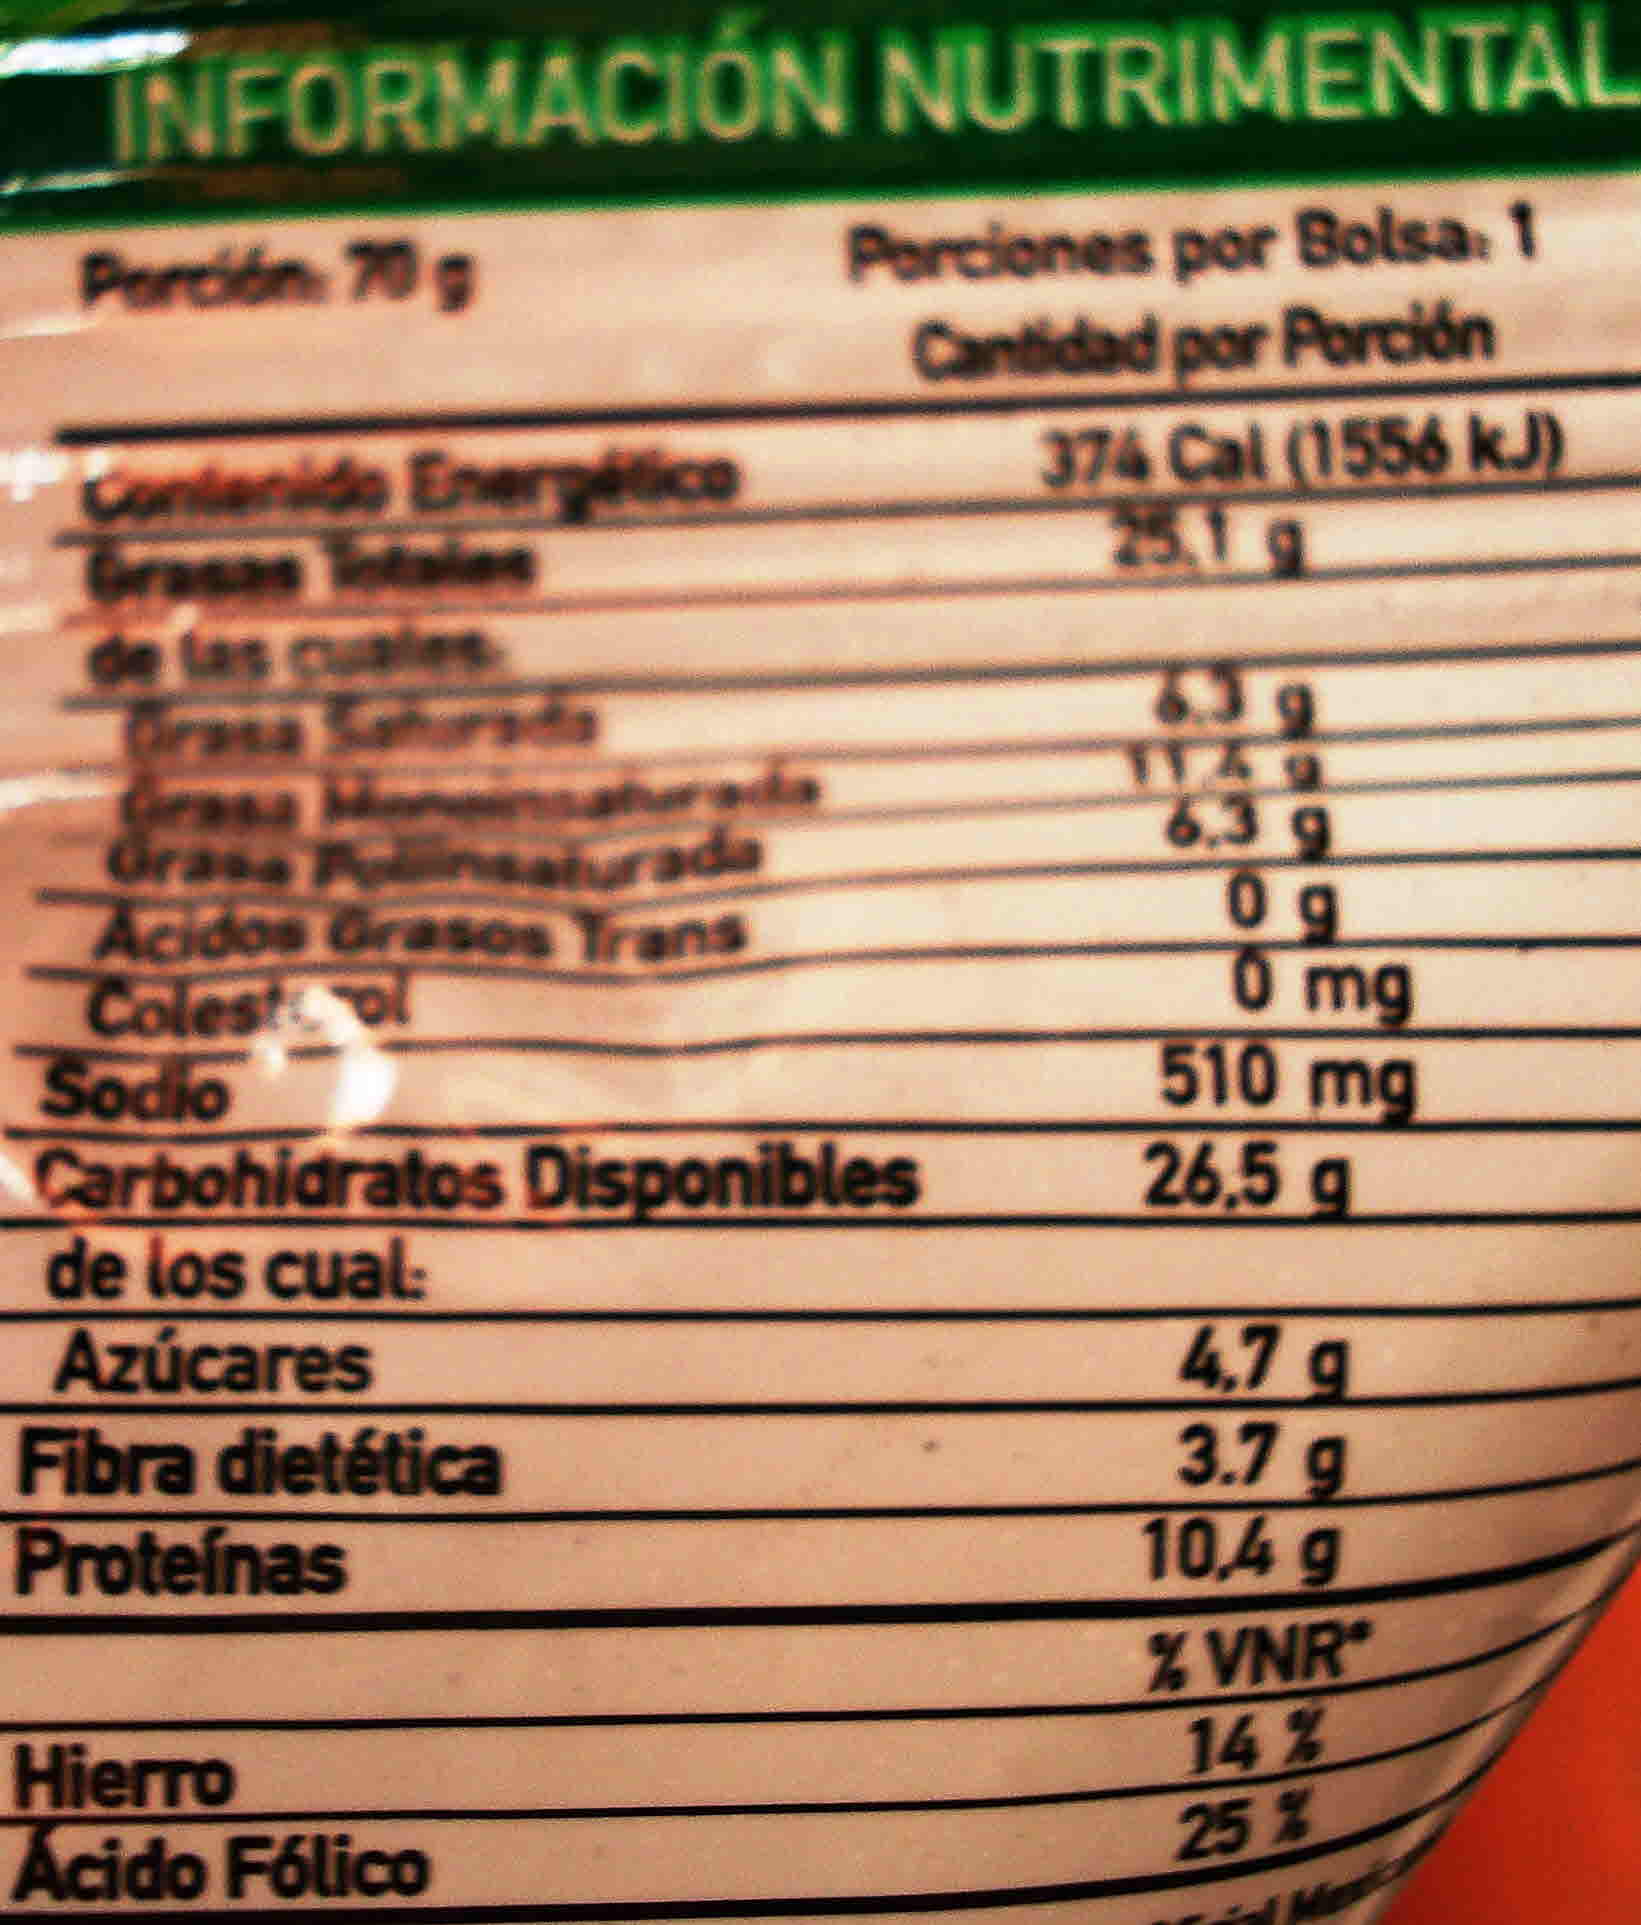 INFORMACIÓN NUTRIMENTAL
Porción: 70 g Porciones por Bolsa: 1
Cantidad por Porción
Contenido Energético 374 Cal (1556 kJ)
Grasas Totales 25,1 g
de las cuales:
Grasa Saturada 6,3 g
Grasa Monoinsaturada 11,4 g
Grasa Poliinsaturada 6,3 g
Ácidos Grasos Trans 0 g
Colesterol 0 mg
Sodio 510 mg
Carbohidratos Disponibles 26,5 g
de los cual:
Azúcares 4,7 g
Fibra dietética 3.7 g
Proteínas 10,4 g
% VNR*
Hierro 14 %
Ácido Fólico 25 %